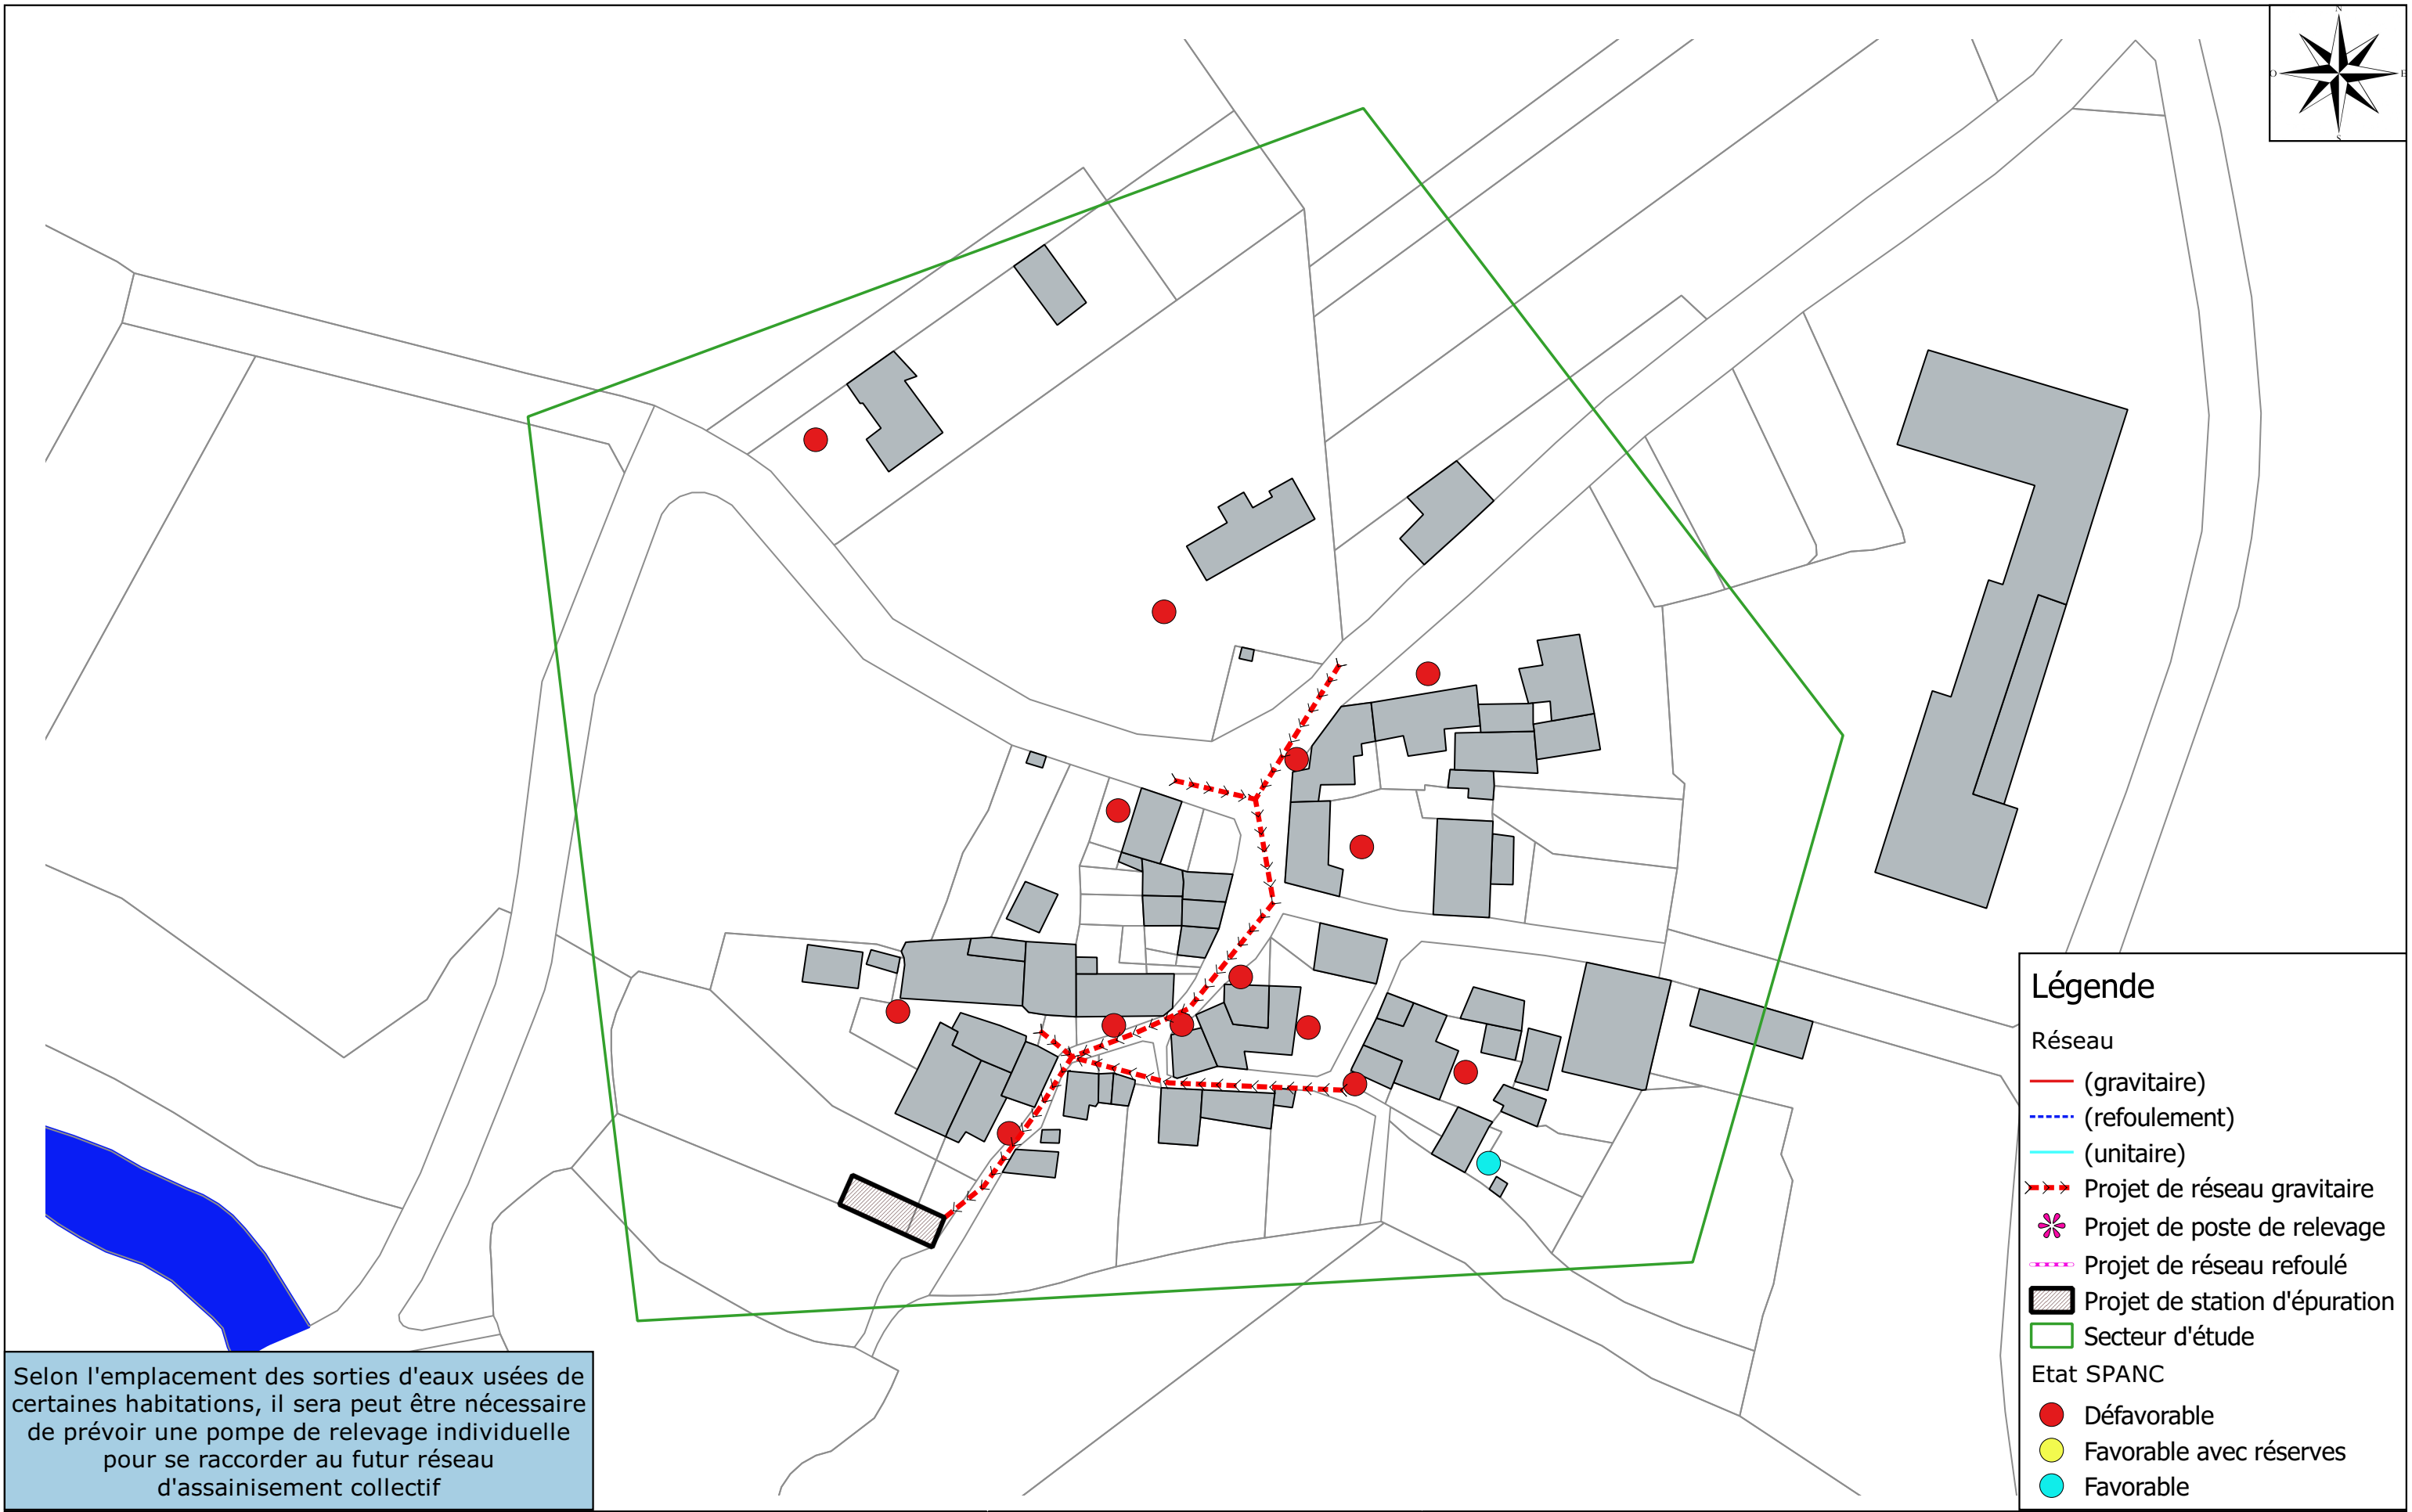 N
O
E
S
Légende
Réseau
(gravitaire)
(refoulement)
(unitaire)
Projet de réseau gravitaire
Projet de poste de relevage
Projet de réseau refoulé
Projet de station d'épuration
Secteur d'étude
Etat SPANC
Défavorable
Favorable avec réserves
Favorable
Selon l'emplacement des sorties d'eaux usées de
certaines habitations, il sera peut être nécessaire
de prévoir une pompe de relevage individuelle
pour se raccorder au futur réseau
d'assainisement collectif